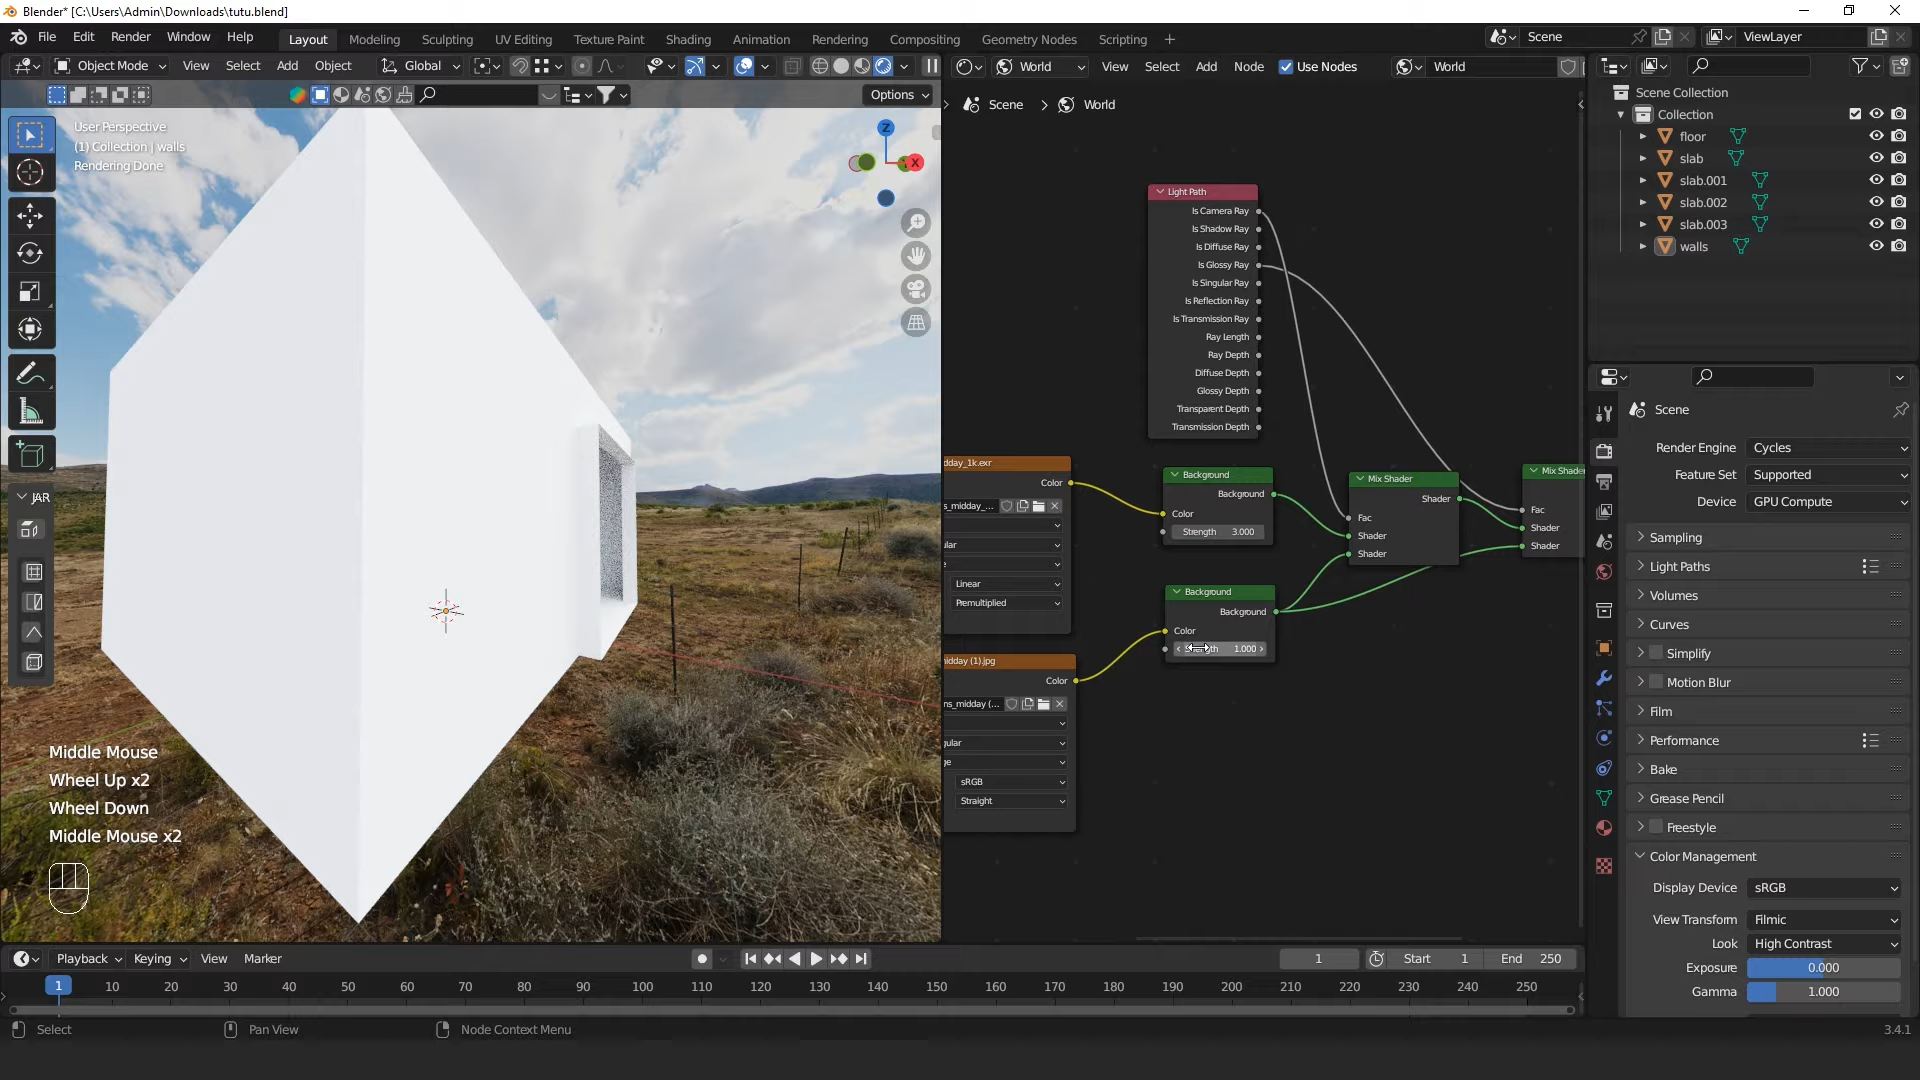 Blender* [C:\Users\Admin\Downloads\tutu.blend]
File Edit Render Window Help Layout Modeling Sculpting UV Editing Texture Paint Shading Animation Rendering Compositing Geometry Nodes Scripting + Scene ViewLayer
Object Mode View Select Add Object Global
World View Select Add Node Use Nodes World
Options
User Perspective
(1) Collection | walls
Rendering Done
Z
X
JAR
Middle Mouse
Wheel Up x2
Wheel Down
Middle Mouse x2
Scene > World
Light Path
Is Camera Ray
Is Shadow Ray
Is Diffuse Ray
Is Glossy Ray
Is Singular Ray
Is Reflection Ray
Is Transmission Ray
Ray Length
Ray Depth
Diffuse Depth
Glossy Depth
Transparent Depth
Transmission Depth
dday_1k.exr
Color
s_midday_...
ular
e
Linear
Premultiplied
midday (1).jpg
Color
ns_midday (...
gular
ge
sRGB
Straight
Background
Background
Color
Strength 3.000
Background
Background
Color
1.000
Mix Shader
Shader
Fac
Shader
Shader
Mix Shader
Fac
Shader
Shader
Scene Collection
Collection
floor
slab
slab.001
slab.002
slab.003
walls
Scene
Render Engine Cycles
Feature Set Supported
Device GPU Compute
Sampling
Light Paths
Volumes
Curves
Simplify
Motion Blur
Film
Performance
Bake
Grease Pencil
Freestyle
Color Management
Display Device sRGB
View Transform Filmic
Look High Contrast
Exposure 0.000
Gamma 1.000
Playback Keying View Marker 1 Start 1 End 250
1 10 20 30 40 50 60 70 80 90 100 110 120 130 140 150 160 170 180 190 200 210 220 230 240 250
Select Pan View Node Context Menu 3.4.1